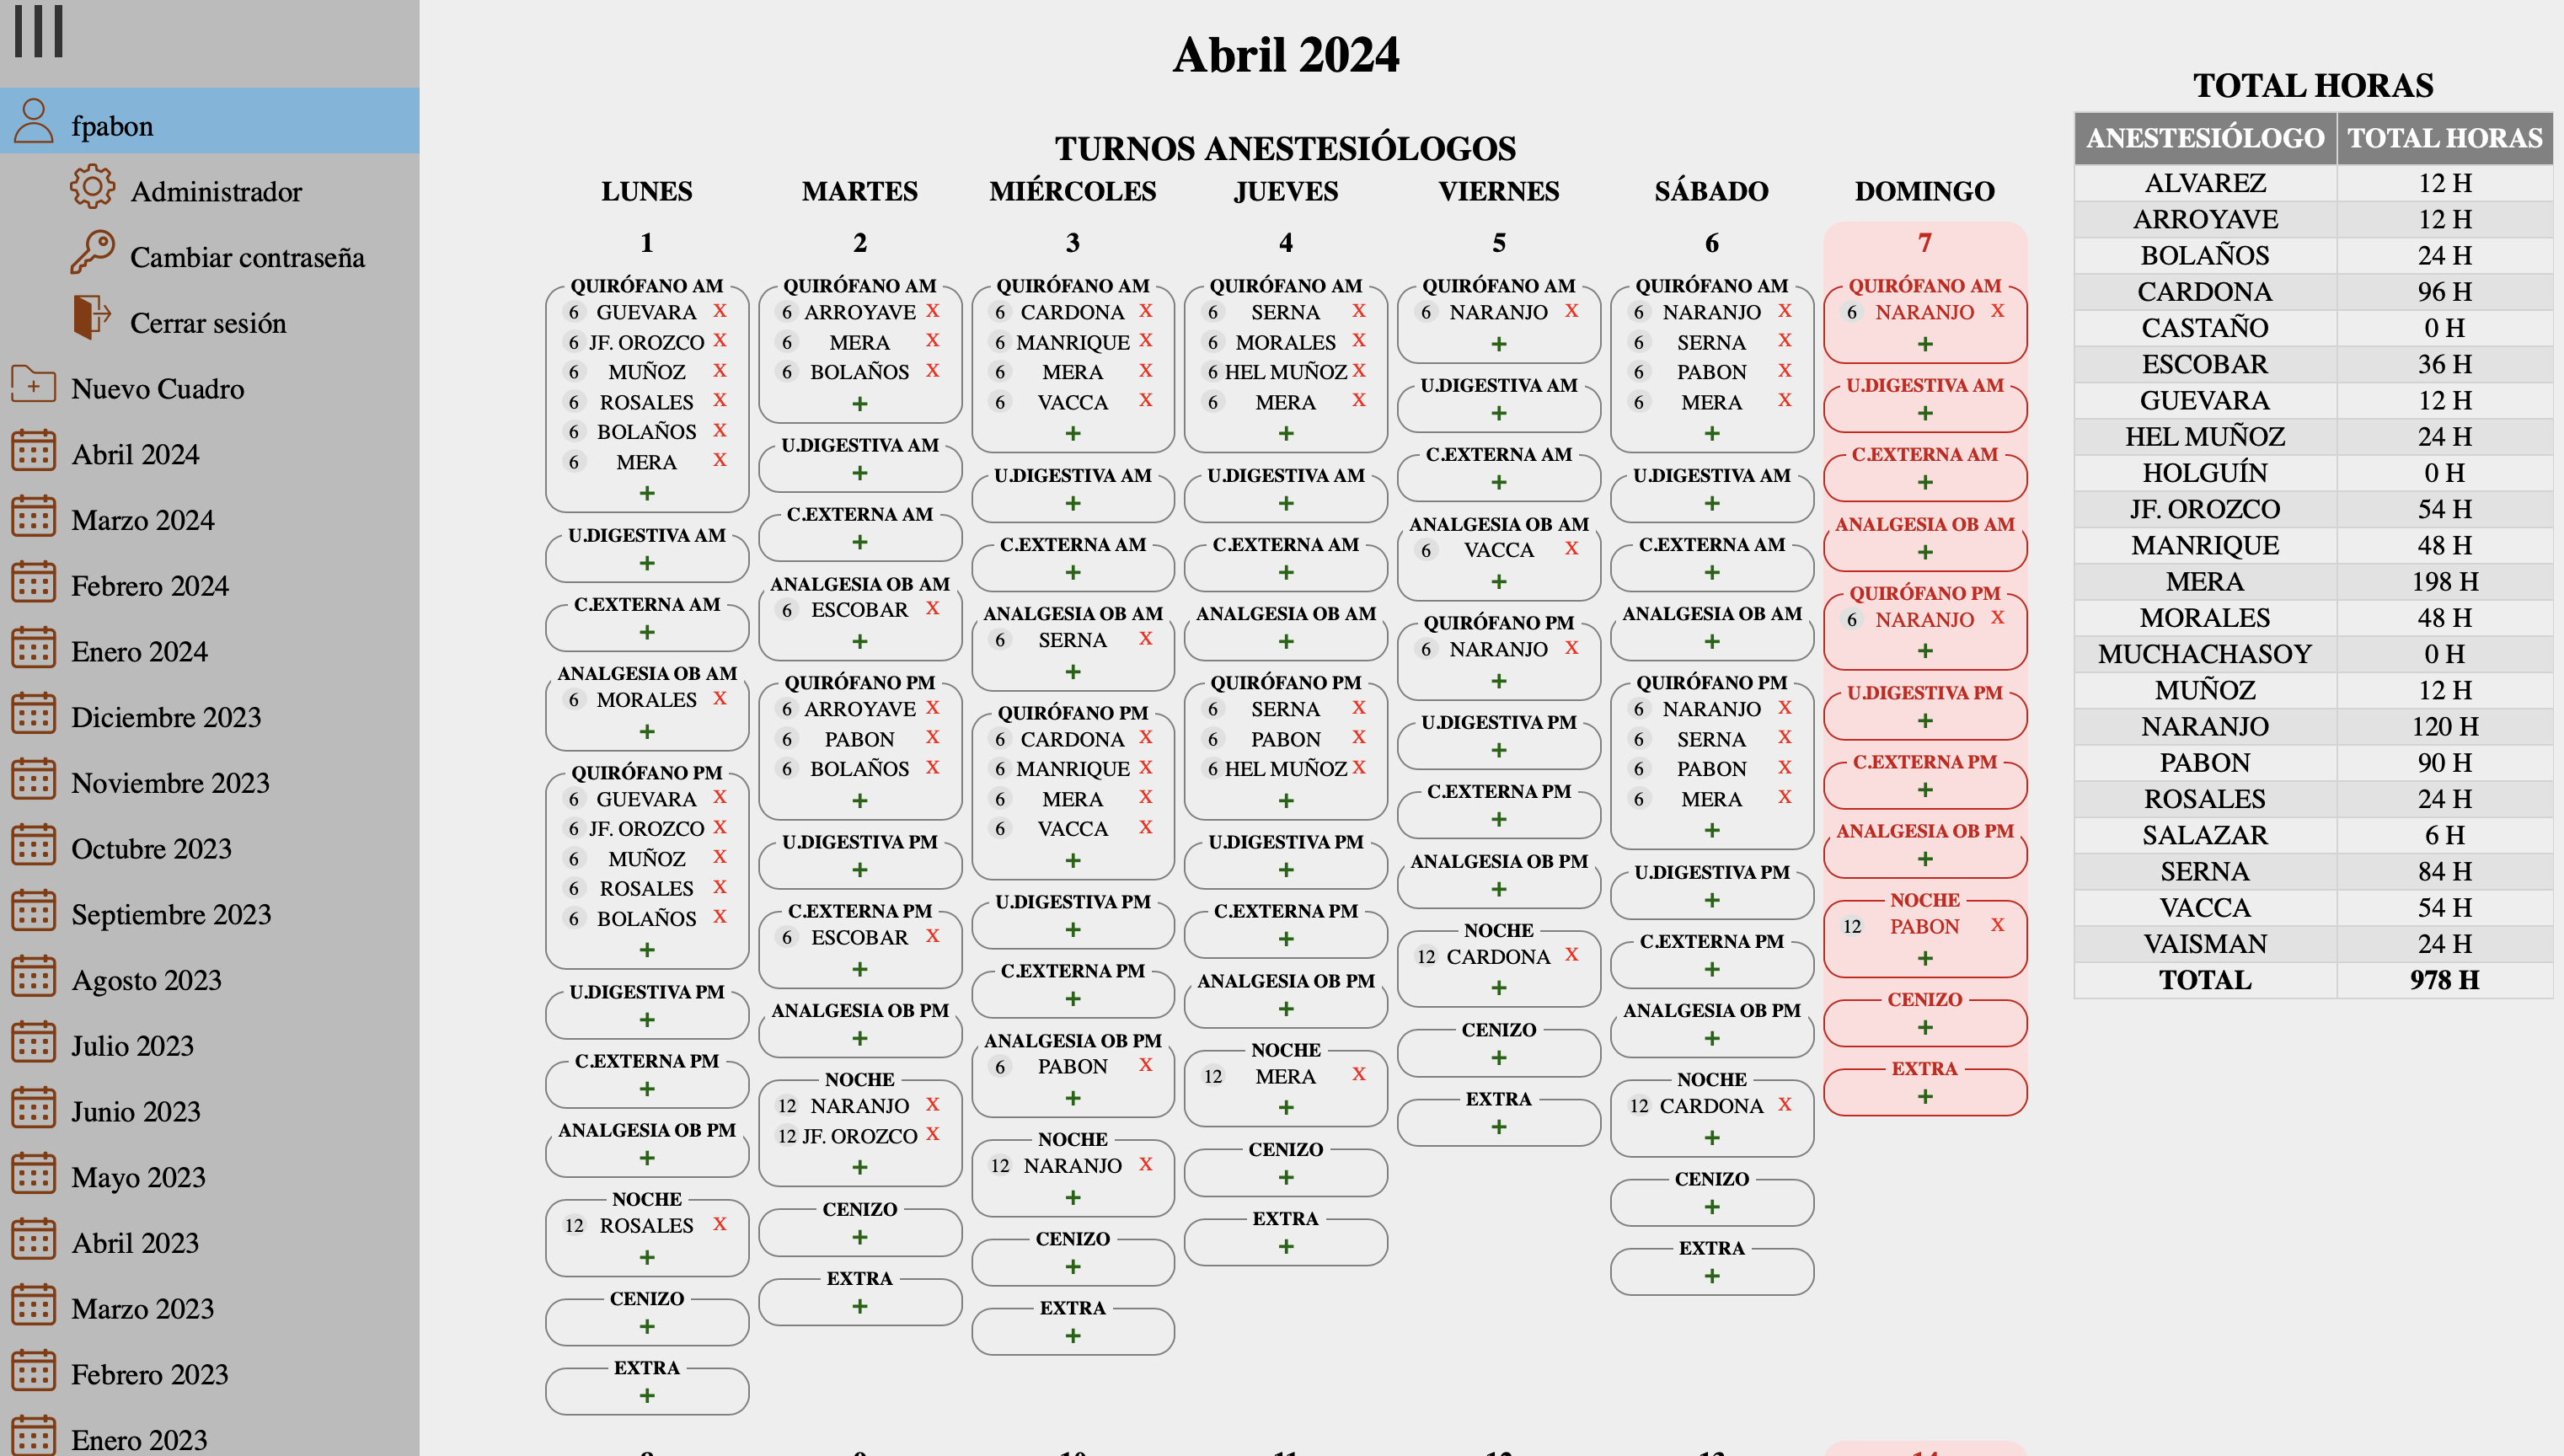 fpabon
Administrador
Cambiar contraseña
Cerrar sesión
Nuevo Cuadro
Abril 2024
Marzo 2024
Febrero 2024
Enero 2024
Diciembre 2023
Noviembre 2023
Octubre 2023
Septiembre 2023
Agosto 2023
Julio 2023
Junio 2023
Mayo 2023
Abril 2023
Marzo 2023
Febrero 2023
Enero 2023
Abril 2024
TURNOS ANESTESIÓLOGOS
LUNES
1
QUIRÓFANO AM
6 GUEVARA X
6 JF. OROZCO X
6 MUÑOZ X
6 ROSALES X
6 BOLAÑOS X
6 MERA X
+
U.DIGESTIVA AM
+
C.EXTERNA AM
+
ANALGESIA OB AM
6 MORALES X
+
QUIRÓFANO PM
6 GUEVARA X
6 JF. OROZCO X
6 MUÑOZ X
6 ROSALES X
6 BOLAÑOS X
+
U.DIGESTIVA PM
+
C.EXTERNA PM
+
ANALGESIA OB PM
+
NOCHE
12 ROSALES X
+
CENIZO
+
EXTRA
+
MARTES
2
QUIRÓFANO AM
6 ARROYAVE X
6 MERA X
6 BOLAÑOS X
+
U.DIGESTIVA AM
+
C.EXTERNA AM
+
ANALGESIA OB AM
6 ESCOBAR X
+
QUIRÓFANO PM
6 ARROYAVE X
6 PABON X
6 BOLAÑOS X
+
U.DIGESTIVA PM
+
C.EXTERNA PM
6 ESCOBAR X
+
ANALGESIA OB PM
+
NOCHE
12 NARANJO X
12 JF. OROZCO X
+
CENIZO
+
EXTRA
+
MIÉRCOLES
3
QUIRÓFANO AM
6 CARDONA X
6 MANRIQUE X
6 MERA X
6 VACCA X
+
U.DIGESTIVA AM
+
C.EXTERNA AM
+
ANALGESIA OB AM
6 SERNA X
+
QUIRÓFANO PM
6 CARDONA X
6 MANRIQUE X
6 MERA X
6 VACCA X
+
U.DIGESTIVA PM
+
C.EXTERNA PM
+
ANALGESIA OB PM
6 PABON X
+
NOCHE
12 NARANJO X
+
CENIZO
+
EXTRA
+
JUEVES
4
QUIRÓFANO AM
6 SERNA X
6 MORALES X
6 HEL MUÑOZ X
6 MERA X
+
U.DIGESTIVA AM
+
C.EXTERNA AM
+
ANALGESIA OB AM
+
QUIRÓFANO PM
6 SERNA X
6 PABON X
6 HEL MUÑOZ X
+
U.DIGESTIVA PM
+
C.EXTERNA PM
+
ANALGESIA OB PM
+
NOCHE
12 MERA X
+
CENIZO
+
EXTRA
+
VIERNES
5
QUIRÓFANO AM
6 NARANJO X
+
U.DIGESTIVA AM
+
C.EXTERNA AM
+
ANALGESIA OB AM
6 VACCA X
+
QUIRÓFANO PM
6 NARANJO X
+
U.DIGESTIVA PM
+
C.EXTERNA PM
+
ANALGESIA OB PM
+
NOCHE
12 CARDONA X
+
CENIZO
+
EXTRA
+
SÁBADO
6
QUIRÓFANO AM
6 NARANJO X
6 SERNA X
6 PABON X
6 MERA X
+
U.DIGESTIVA AM
+
C.EXTERNA AM
+
ANALGESIA OB AM
+
QUIRÓFANO PM
6 NARANJO X
6 SERNA X
6 PABON X
6 MERA X
+
U.DIGESTIVA PM
+
C.EXTERNA PM
+
ANALGESIA OB PM
+
NOCHE
12 CARDONA X
+
CENIZO
+
EXTRA
+
DOMINGO
7
QUIRÓFANO AM
6 NARANJO X
+
U.DIGESTIVA AM
+
C.EXTERNA AM
+
ANALGESIA OB AM
+
QUIRÓFANO PM
6 NARANJO X
+
U.DIGESTIVA PM
+
C.EXTERNA PM
+
ANALGESIA OB PM
+
NOCHE
12 PABON X
+
CENIZO
+
EXTRA
+
TOTAL HORAS
ANESTESIÓLOGO TOTAL HORAS
ALVAREZ 12 H
ARROYAVE 12 H
BOLAÑOS 24 H
CARDONA 96 H
CASTAÑO 0 H
ESCOBAR 36 H
GUEVARA 12 H
HEL MUÑOZ 24 H
HOLGUÍN 0 H
JF. OROZCO 54 H
MANRIQUE 48 H
MERA 198 H
MORALES 48 H
MUCHACHASOY 0 H
MUÑOZ 12 H
NARANJO 120 H
PABON 90 H
ROSALES 24 H
SALAZAR 6 H
SERNA 84 H
VACCA 54 H
VAISMAN 24 H
TOTAL 978 H